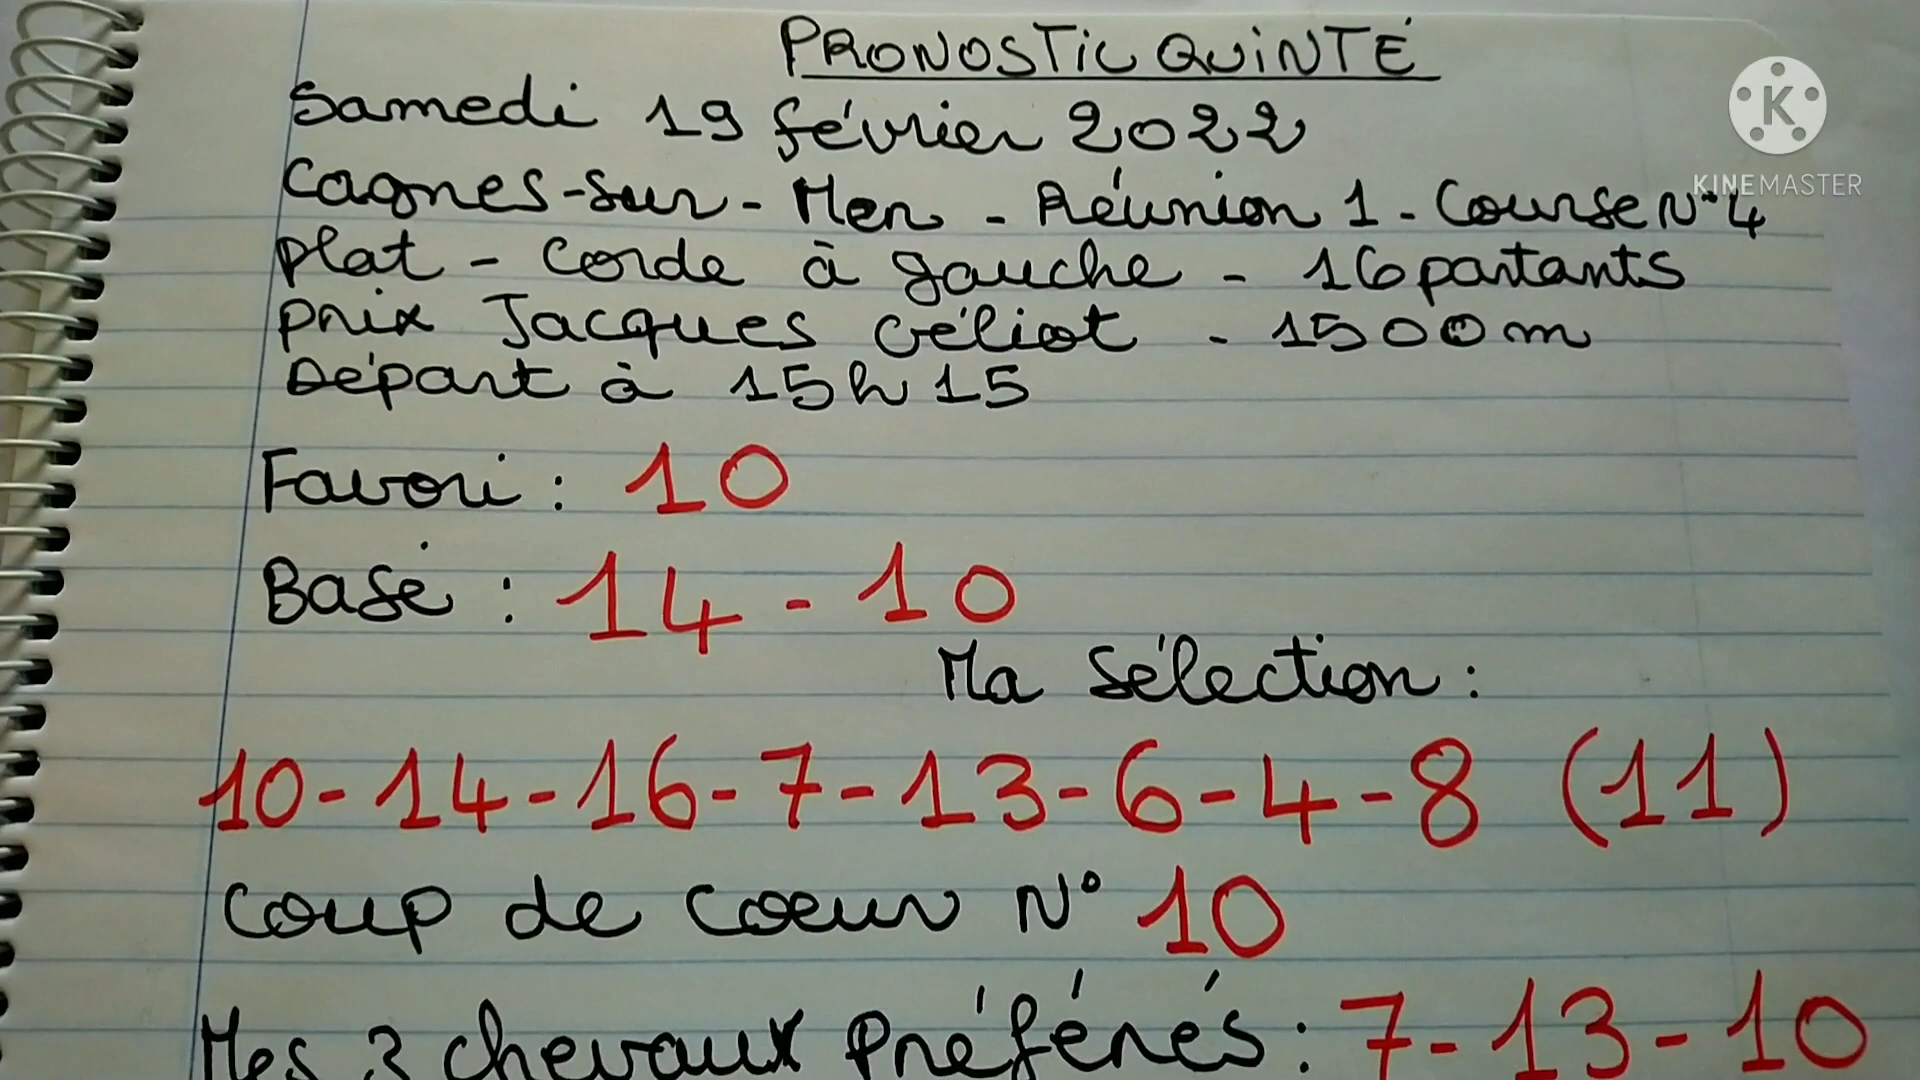 PRONOSTIC QUINTÉ
Samedi 19 février 2022
Cagnes-sur-Mer - Réunion 1 - Course N°4
plat - corde à gauche - 16 partants
prix Jacques Géliot - 1500m
Départ à 15h15
Favori : 10
Base : 14 - 10
Ma Sélection :
10-14-16-7-13-6-4-8 (11)
Coup de coeur N° 10
Mes 3 chevaux préférés : 7-13-10
K
KINEMASTER